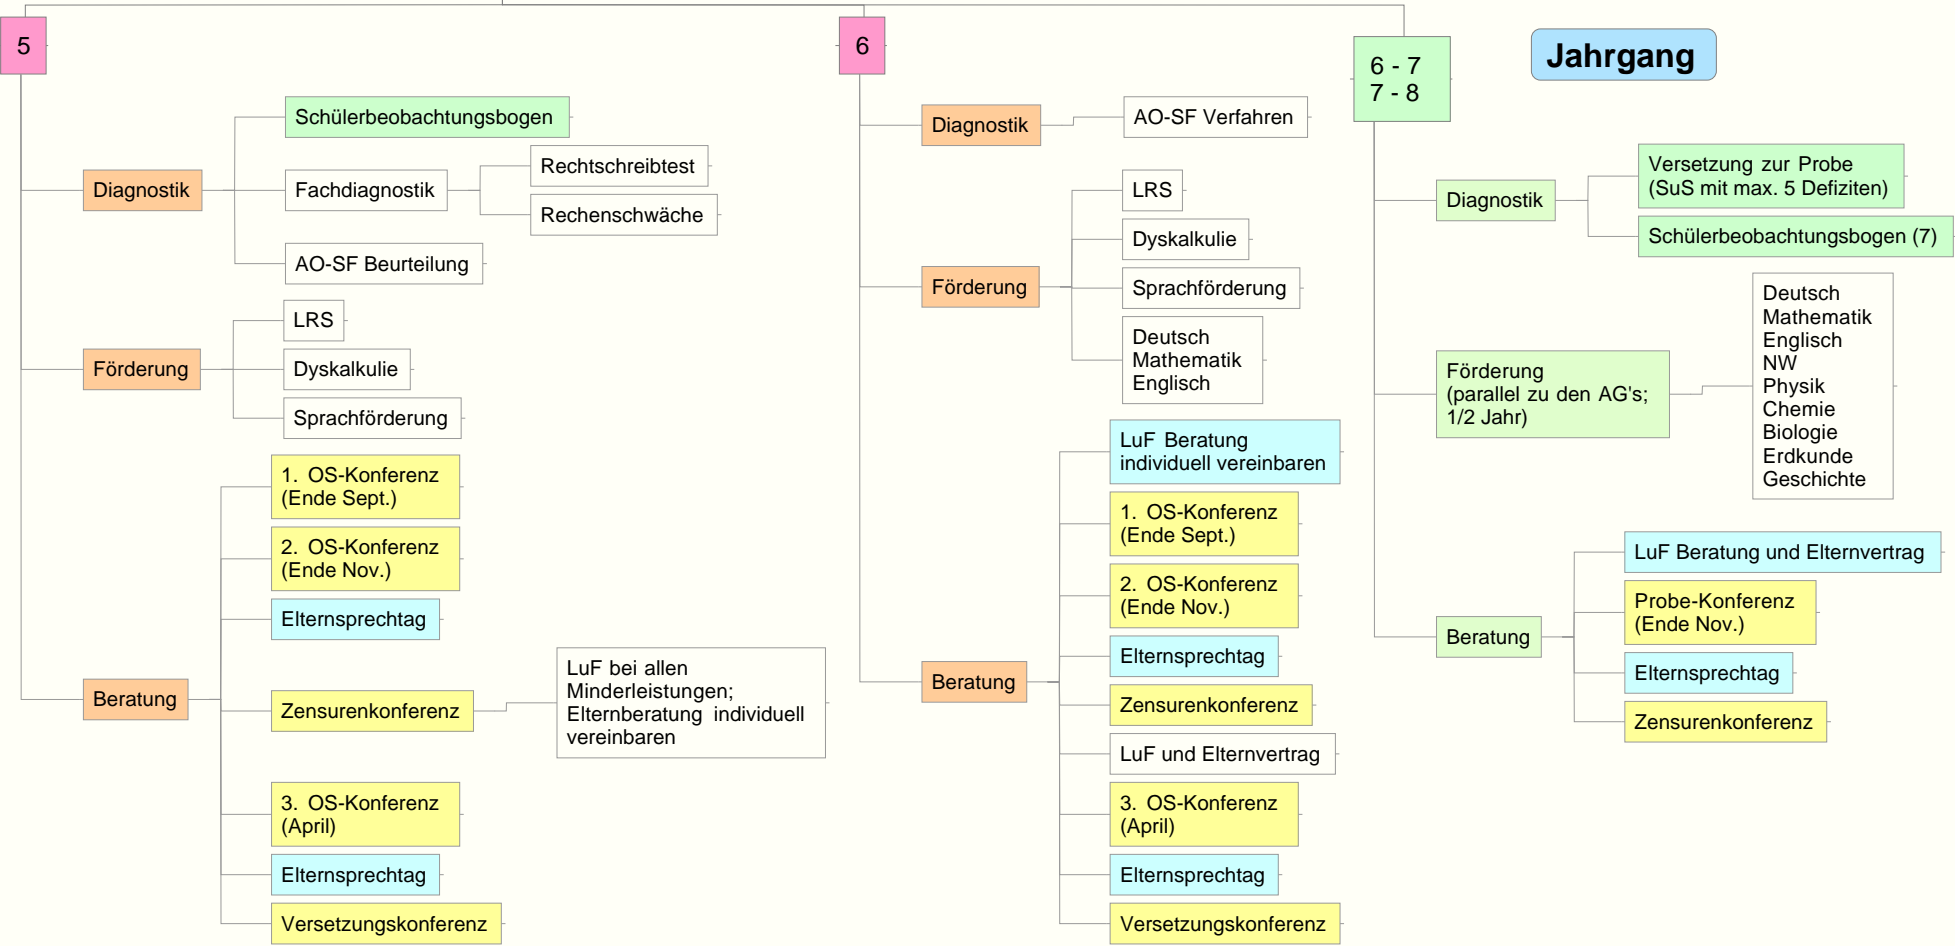 Jahrgang
5
Diagnostik
Schülerbeobachtungsbogen
Fachdiagnostik
Rechtschreibtest
Rechenschwäche
AO-SF Beurteilung
Förderung
LRS
Dyskalkulie
Sprachförderung
Beratung
1. OS-Konferenz
(Ende Sept.)
2. OS-Konferenz
(Ende Nov.)
Elternsprechtag
Zensurenkonferenz
LuF bei allen
Minderleistungen;
Elternberatung individuell
vereinbaren
3. OS-Konferenz
(April)
Elternsprechtag
Versetzungskonferenz
6
Diagnostik
AO-SF Verfahren
Förderung
LRS
Dyskalkulie
Sprachförderung
Deutsch
Mathematik
Englisch
Beratung
LuF Beratung
individuell vereinbaren
1. OS-Konferenz
(Ende Sept.)
2. OS-Konferenz
(Ende Nov.)
Elternsprechtag
Zensurenkonferenz
LuF und Elternvertrag
3. OS-Konferenz
(April)
Elternsprechtag
Versetzungskonferenz
6 - 7
7 - 8
Diagnostik
Versetzung zur Probe
(SuS mit max. 5 Defiziten)
Schülerbeobachtungsbogen (7)
Förderung
(parallel zu den AG's;
1/2 Jahr)
Deutsch
Mathematik
Englisch
NW
Physik
Chemie
Biologie
Erdkunde
Geschichte
Beratung
LuF Beratung und Elternvertrag
Probe-Konferenz
(Ende Nov.)
Elternsprechtag
Zensurenkonferenz